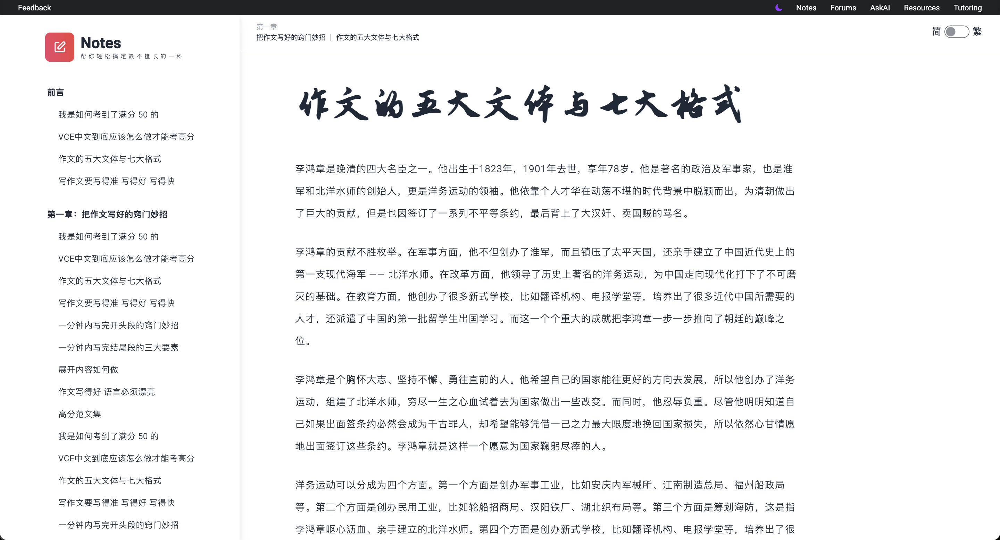 Feedback
Notes
Forums
AskAI
Resources
Tutoring
Notes
帮你轻松搞定最不擅长的一科
前言
我是如何考到了满分 50 的
VCE中文到底应该怎么做才能考高分
作文的五大文体与七大格式
写作文要写得准 写得好 写得快
第一章：把作文写好的窍门妙招
我是如何考到了满分 50 的
VCE中文到底应该怎么做才能考高分
作文的五大文体与七大格式
写作文要写得准 写得好 写得快
一分钟内写完开头段的窍门妙招
一分钟内写完结尾段的三大要素
展开内容如何做
作文写得好 语言必须漂亮
高分范文集
我是如何考到了满分 50 的
VCE中文到底应该怎么做才能考高分
作文的五大文体与七大格式
写作文要写得准 写得好 写得快
一分钟内写完开头段的窍门妙招
第一章
把作文写好的窍门妙招 | 作文的五大文体与七大格式
简
繁
作文的五大文体与七大格式
李鸿章是晚清的四大名臣之一。他出生于1823年，1901年去世，享年78岁。他是著名的政治及军事家，也是淮
军和北洋水师的创始人，更是洋务运动的领袖。他依靠个人才华在动荡不堪的时代背景中脱颖而出，为清朝做出
了巨大的贡献，但是也因签订了一系列不平等条约，最后背上了大汉奸、卖国贼的骂名。
李鸿章的贡献不胜枚举。在军事方面，他不但创办了淮军，而且镇压了太平天国，还亲手建立了中国近代史上的
第一支现代海军 —— 北洋水师。在改革方面，他领导了历史上著名的洋务运动，为中国走向现代化打下了不可磨
灭的基础。在教育方面，他创办了很多新式学校，比如翻译机构、电报学堂等，培养出了很多近代中国所需要的
人才，还派遣了中国的第一批留学生出国学习。而这一个个重大的成就把李鸿章一步一步推向了朝廷的巅峰之
位。
李鸿章是个胸怀大志、坚持不懈、勇往直前的人。他希望自己的国家能往更好的方向去发展，所以他创办了洋务
运动，组建了北洋水师，穷尽一生之心血试着去为国家做出一些改变。而同时，他忍辱负重。尽管他明明知道自
己如果出面签条约必然会成为千古罪人，却希望能够凭借一己之力最大限度地挽回国家损失，所以依然心甘情愿
地出面签订这些条约。李鸿章就是这样一个愿意为国家鞠躬尽瘁的人。
洋务运动可以分成为四个方面。第一个方面是创办军事工业，比如安庆内军械所、江南制造总局、福州船政局
等。第二个方面是创办民用工业，比如轮船招商局、汉阳铁厂、湖北织布局等。第三个方面是筹划海防，这是指
李鸿章呕心沥血、亲手建立的北洋水师。第四个方面是创办新式学校，比如翻译机构、电报学堂等，培养出了很